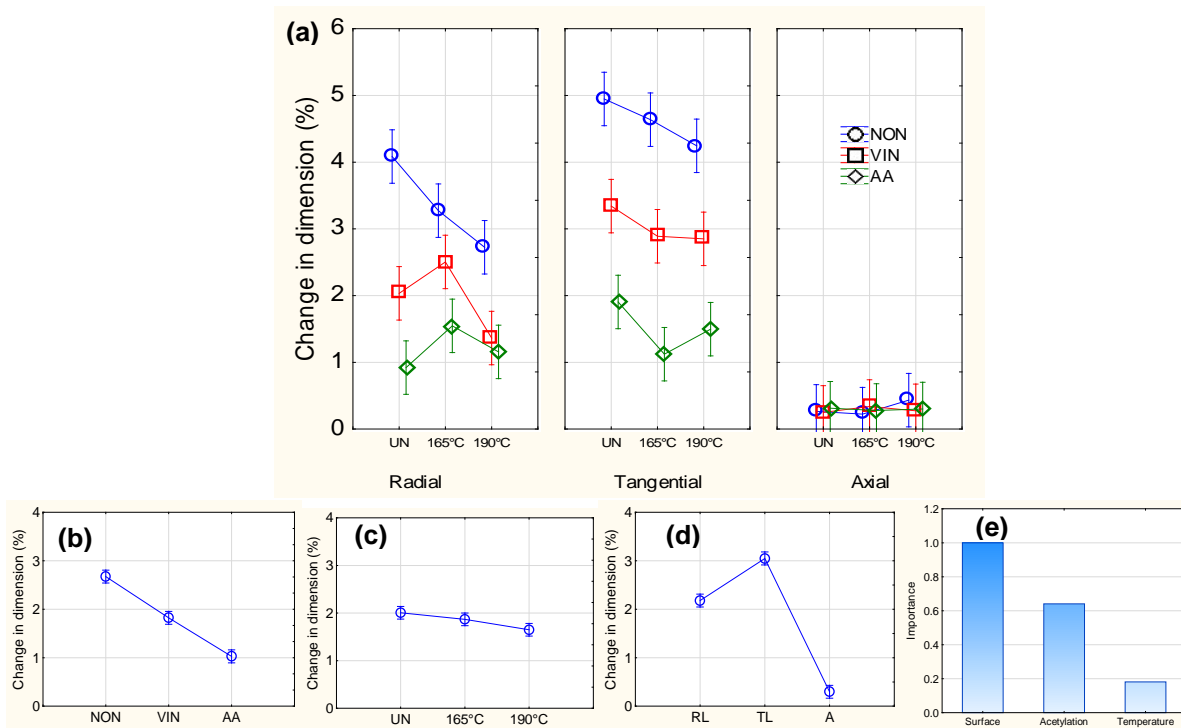 (a)
Change in dimension (%)
6
5
4
3
2
1
0
UN 165°C 190°C
Radial
UN 165°C 190°C
Tangential
UN 165°C 190°C
Axial
NON
VIN
AA
(b)
Change in dimension (%)
4
3
2
1
0
NON VIN AA
(c)
Change in dimension (%)
4
3
2
1
0
UN 165°C 190°C
(d)
Change in dimension (%)
4
3
2
1
0
RL TL A
(e)
Importance
1.2
1.0
0.8
0.6
0.4
0.2
0.0
Surface Acetylation Temperature